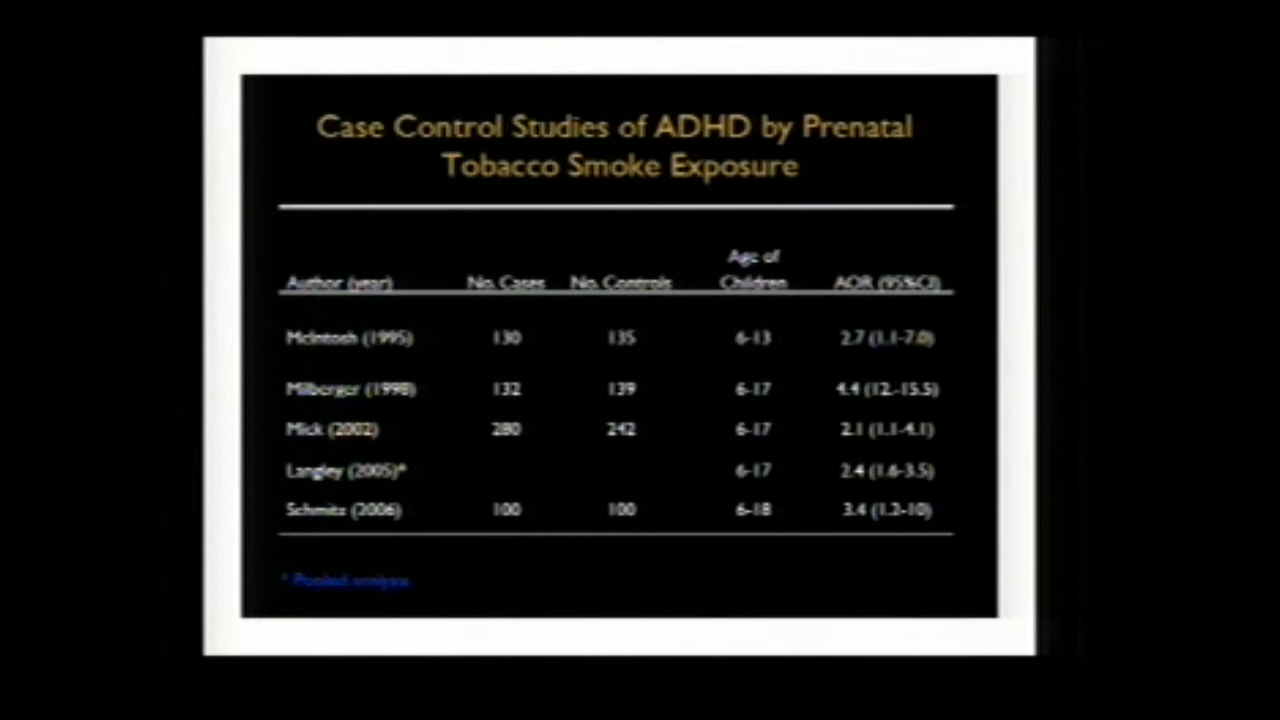 Case Control Studies of ADHD by Prenatal
Tobacco Smoke Exposure
Age of
Author (year) No. Cases No. Controls Children AOR (95%CI)
McIntosh (1995) 130 135 6-13 2.7 (1.1-7.0)
Milberger (1998) 132 139 6-17 4.4 (12.-15.5)
Mick (2002) 280 242 6-17 2.1 (1.1-4.1)
Langley (2005)* 6-17 2.4 (1.6-3.5)
Schmitz (2006) 100 100 6-18 3.4 (1.2-10)
* Pooled analysis